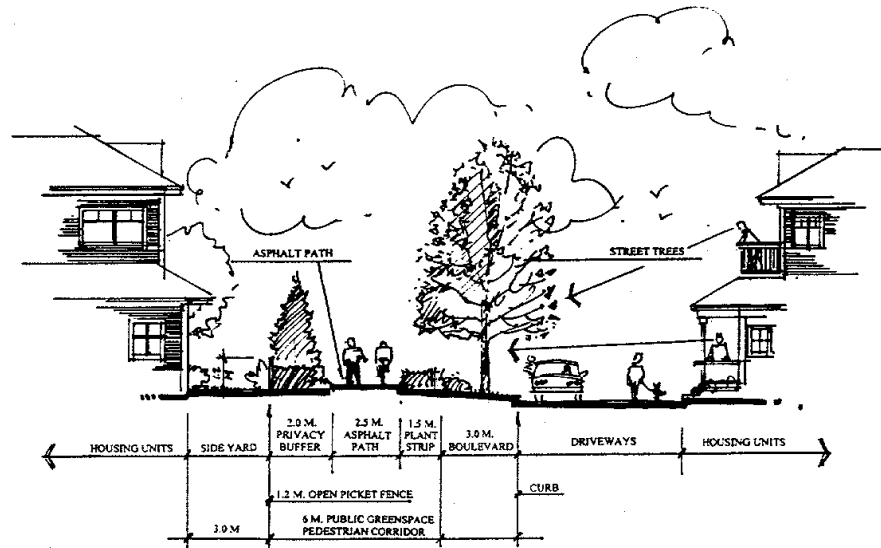 ASPHALT PATH
STREET TREES
HOUSING UNITS
SIDE YARD
2.0 M.
PRIVACY
BUFFER
2.5 M.
ASPHALT
PATH
1.5 M.
PLANT
STRIP
3.0 M.
BOULEVARD
DRIVEWAYS
HOUSING UNITS
1.2 M. OPEN PICKET FENCE
CURB
3.0 M
6 M. PUBLIC GREENSPACE
PEDESTRIAN CORRIDOR